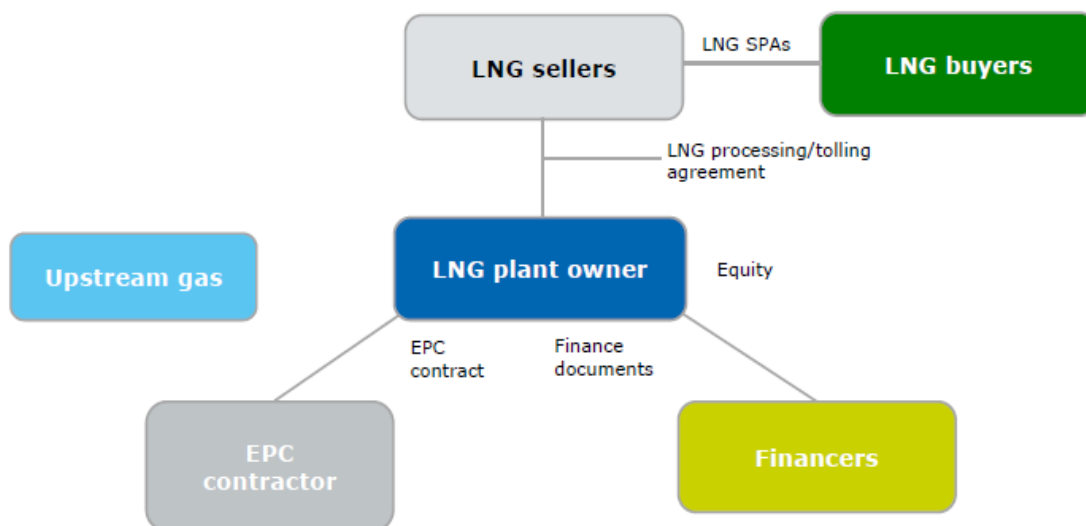 LNG sellers
LNG SPAs
LNG buyers
LNG processing/tolling
agreement
Upstream gas
LNG plant owner
Equity
EPC
contract
Finance
documents
EPC
contractor
Financers